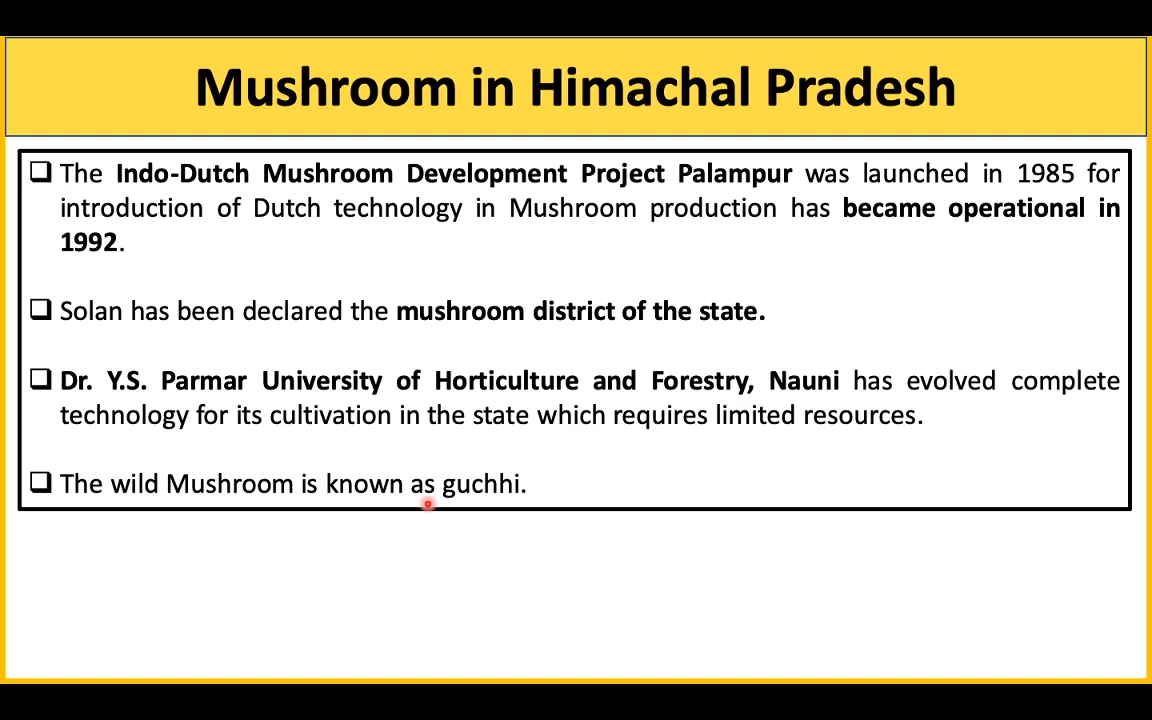 Mushroom in Himachal Pradesh
❑ The Indo-Dutch Mushroom Development Project Palampur was launched in 1985 for
introduction of Dutch technology in Mushroom production has became operational in
1992.
❑ Solan has been declared the mushroom district of the state.
❑ Dr. Y.S. Parmar University of Horticulture and Forestry, Nauni has evolved complete
technology for its cultivation in the state which requires limited resources.
❑ The wild Mushroom is known as guchhi.